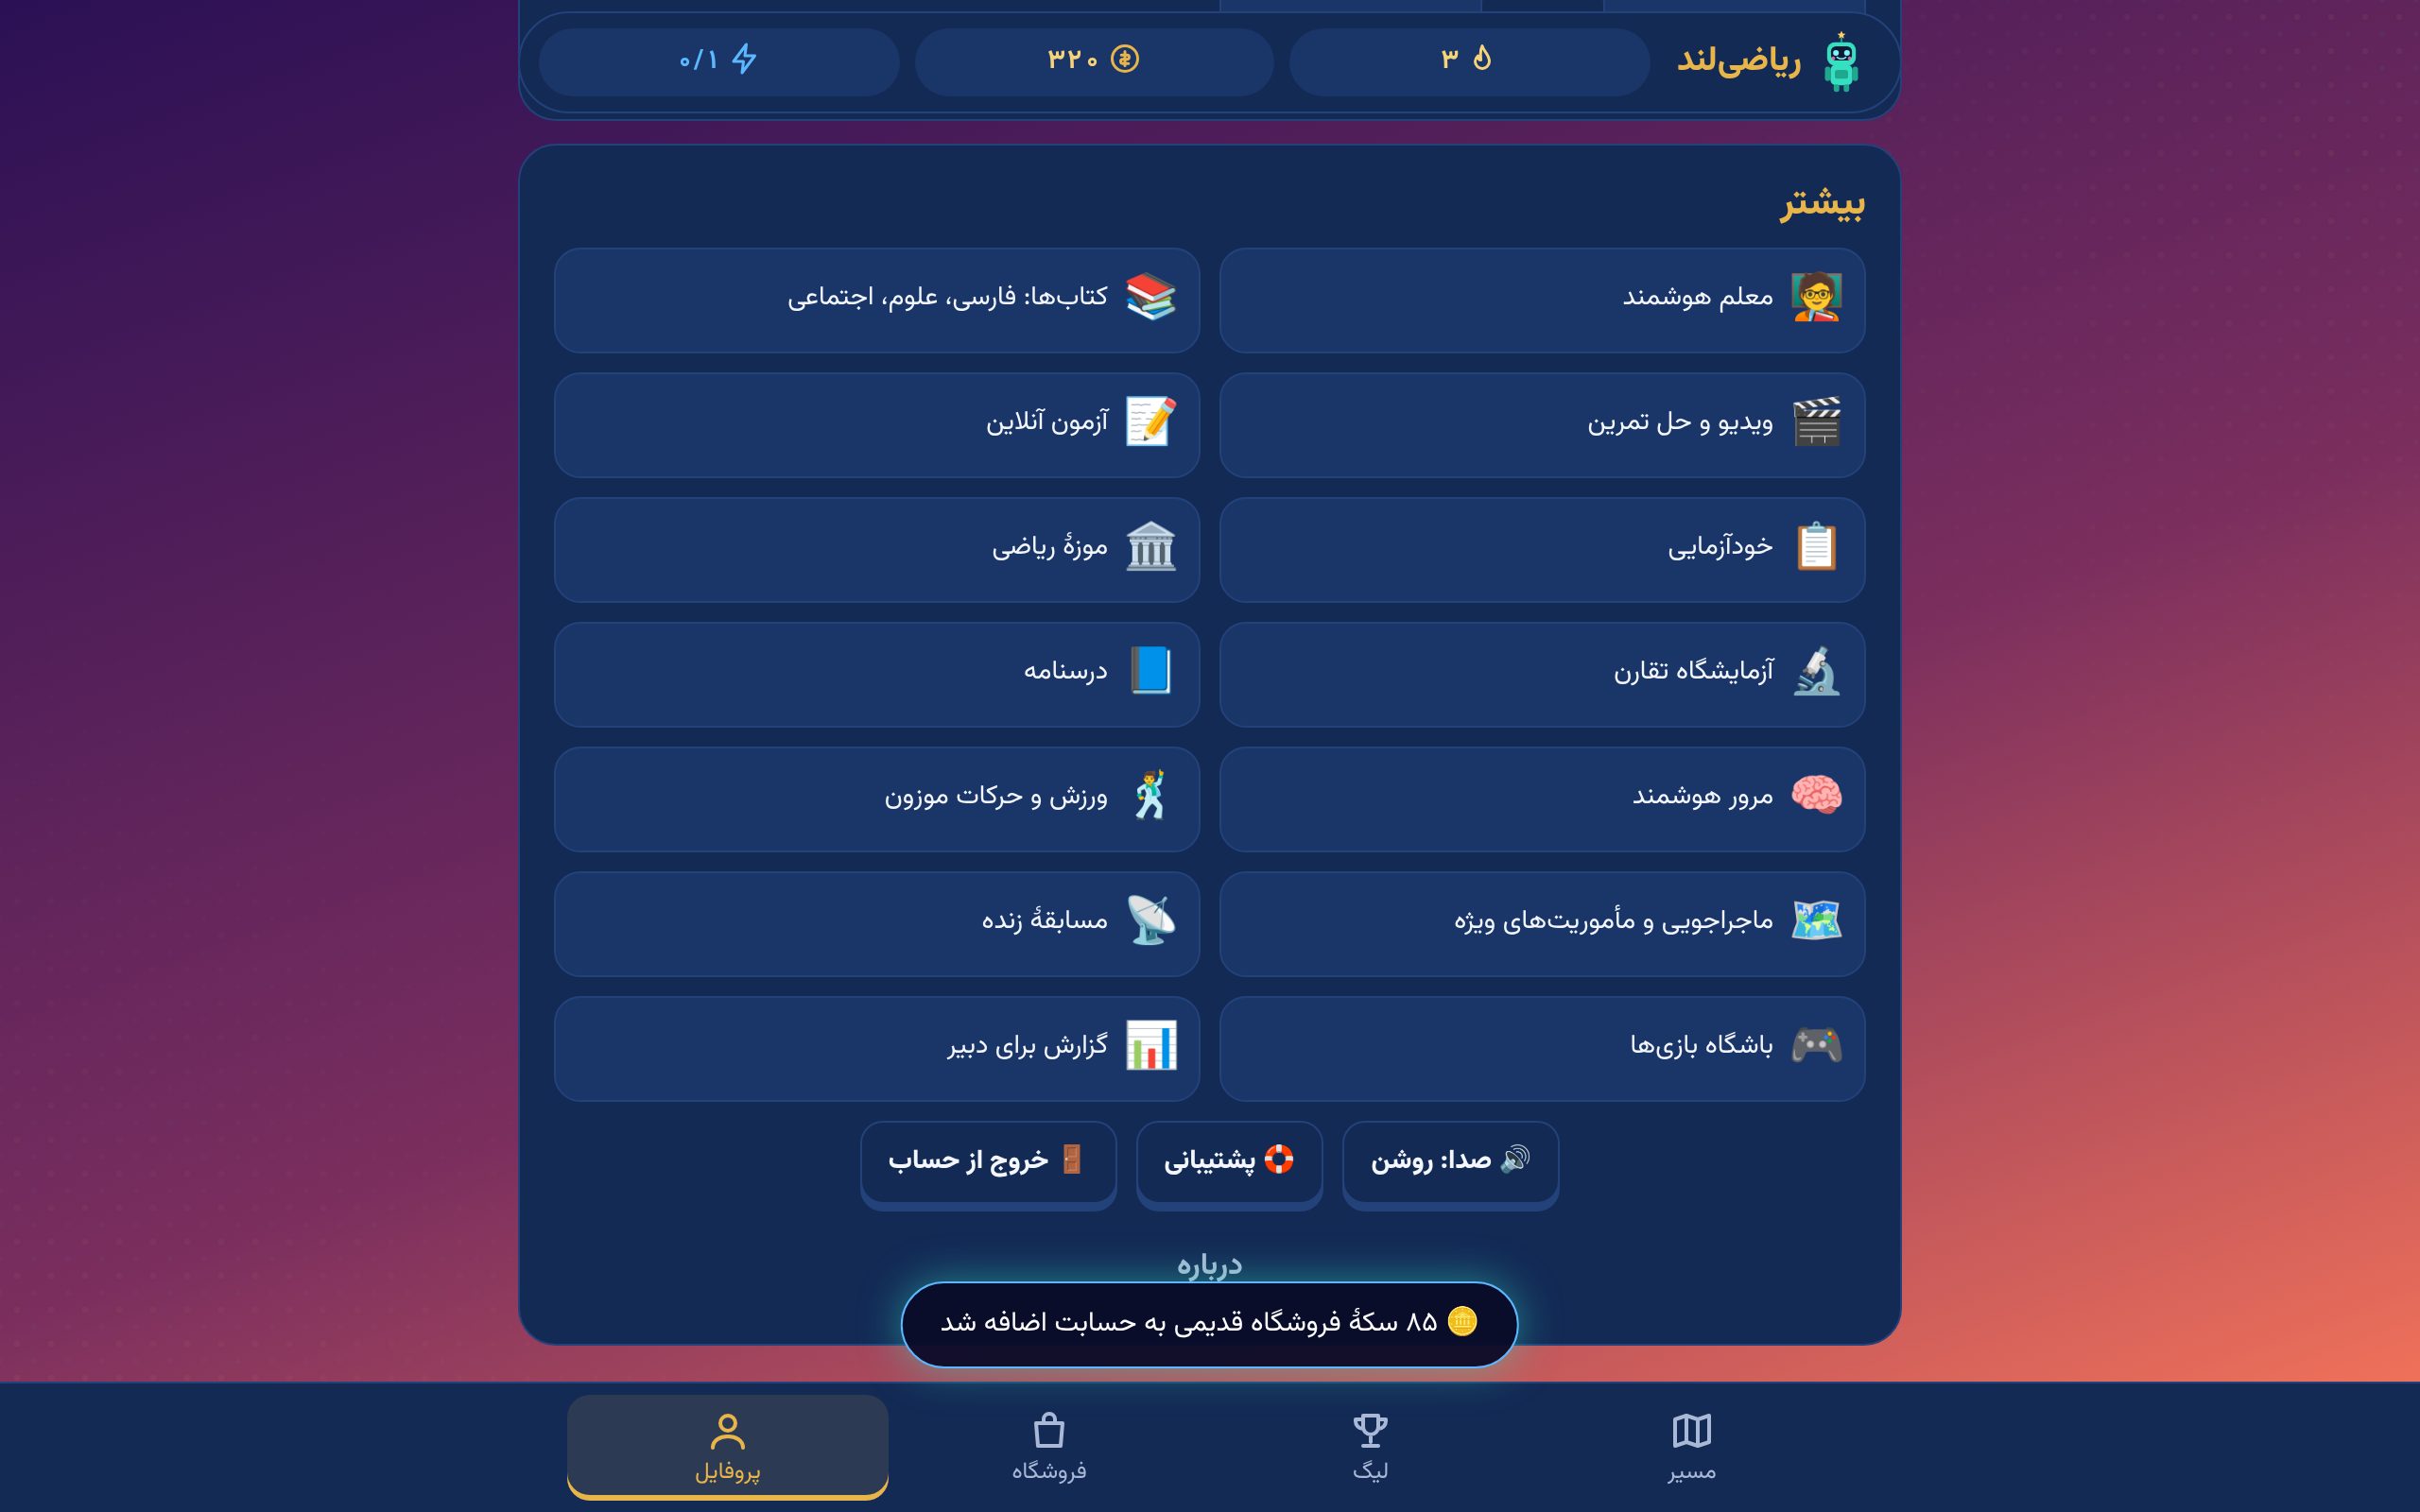 ریاضی‌لند
۳
۳۲۰
۰/۱
بیشتر
معلم هوشمند
کتاب‌ها: فارسی، علوم، اجتماعی
ویدیو و حل تمرین
آزمون آنلاین
خودآزمایی
موزهٔ ریاضی
آزمایشگاه تقارن
درسنامه
مرور هوشمند
ورزش و حرکات موزون
ماجراجویی و مأموریت‌های ویژه
مسابقهٔ زنده
باشگاه بازی‌ها
گزارش برای دبیر
صدا: روشن
پشتیبانی
خروج از حساب
درباره
۸۵ سکهٔ فروشگاه قدیمی به حسابت اضافه شد
مسیر
لیگ
فروشگاه
پروفایل